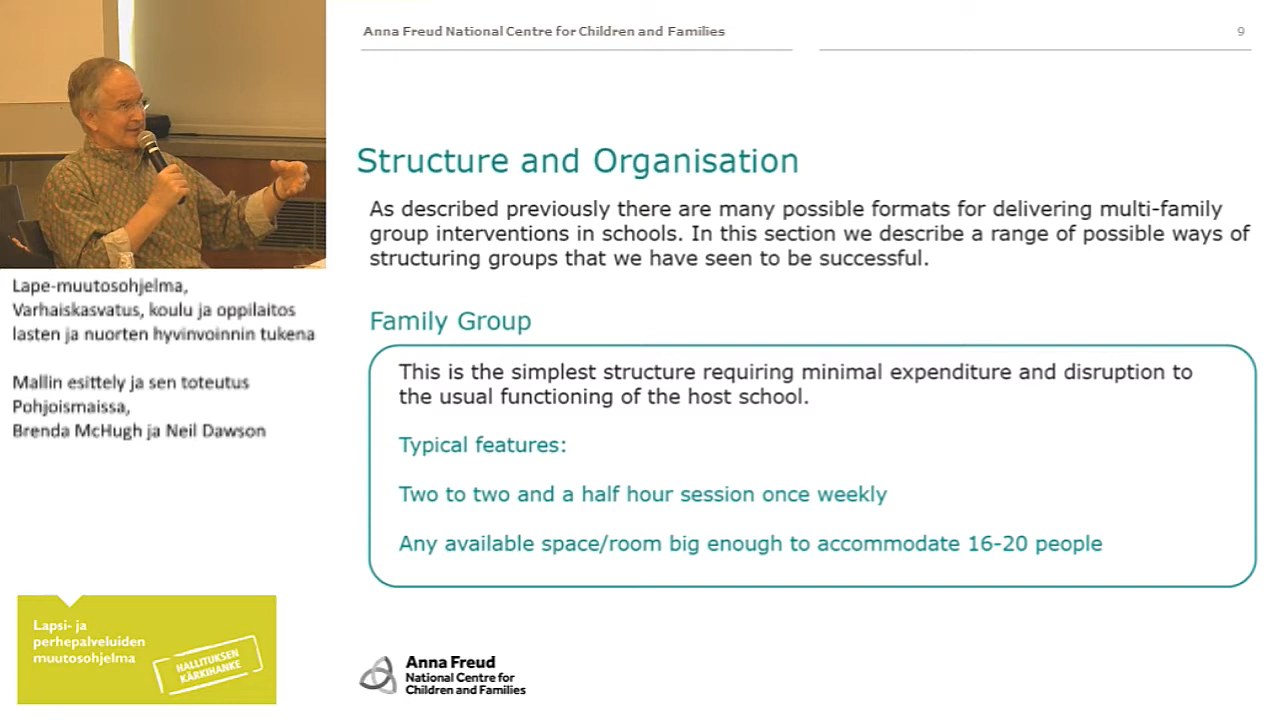 Anna Freud National Centre for Children and Families
9
Structure and Organisation
As described previously there are many possible formats for delivering multi-family
group interventions in schools. In this section we describe a range of possible ways of
structuring groups that we have seen to be successful.
Family Group
This is the simplest structure requiring minimal expenditure and disruption to
the usual functioning of the host school.
Typical features:
Two to two and a half hour session once weekly
Any available space/room big enough to accommodate 16-20 people
Lape-muutosohjelma,
Varhaiskasvatus, koulu ja oppilaitos
lasten ja nuorten hyvinvoinnin tukena
Mallin esittely ja sen toteutus
Pohjoismaissa,
Brenda McHugh ja Neil Dawson
Lapsi- ja
perhepalveluiden
muutosohjelma
HALLITUKSEN
KÄRKIHANKE
Anna Freud
National Centre for
Children and Families